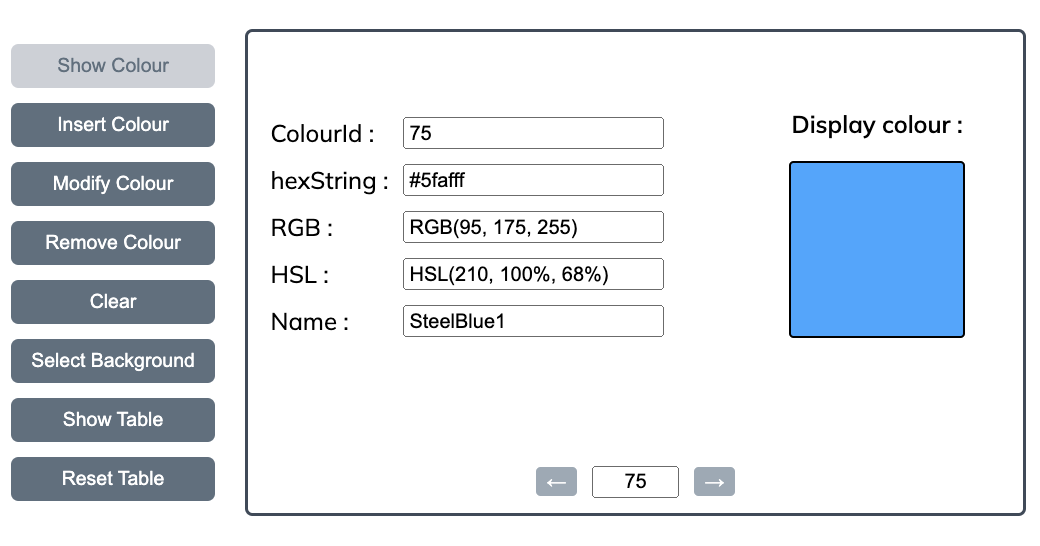 Show Colour
Insert Colour
Modify Colour
Remove Colour
Clear
Select Background
Show Table
Reset Table
ColourId : 75
hexString : #5fafff
RGB : RGB(95, 175, 255)
HSL : HSL(210, 100%, 68%)
Name : SteelBlue1
Display colour :
← 75 →